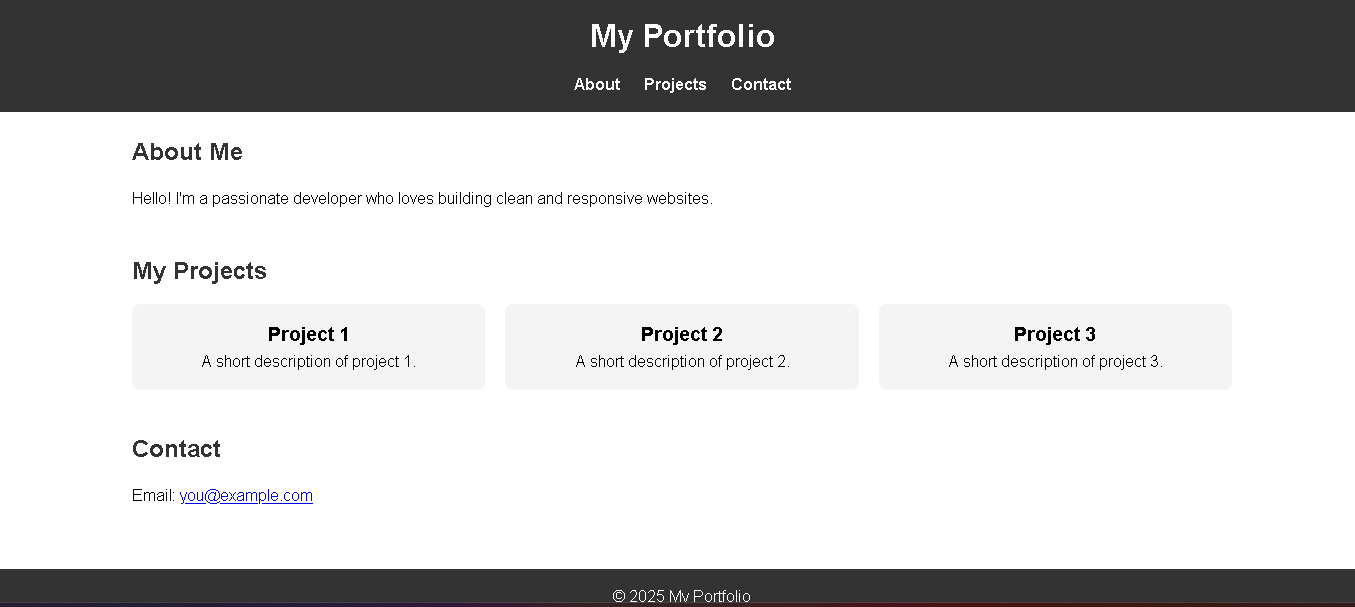 My Portfolio
About Projects Contact
About Me
Hello! I'm a passionate developer who loves building clean and responsive websites.
My Projects
Project 1 Project 2 Project 3
A short description of project 1. A short description of project 2. A short description of project 3.
Contact
Email: you@example.com
© 2025 My Portfolio